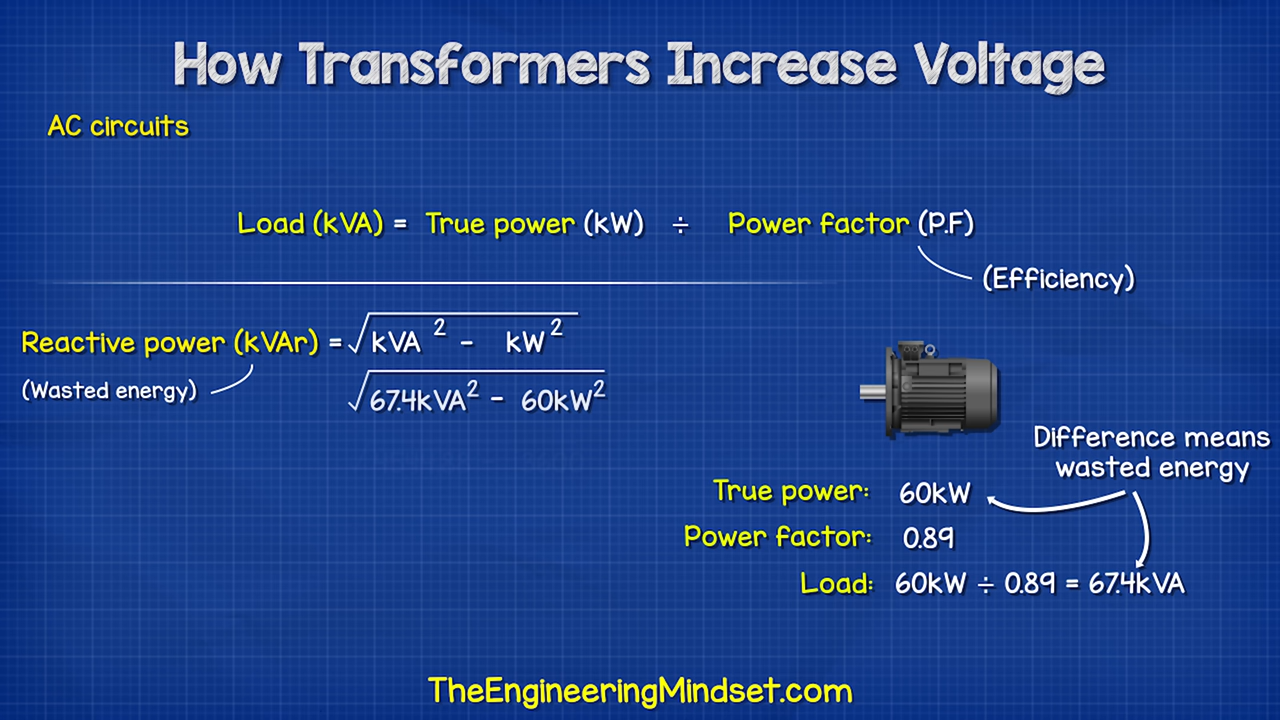 How Transformers Increase Voltage
AC circuits
Load (kVA) = True power (kW) ÷ Power factor (P.F)
(Efficiency)
Reactive power (kVAr) = √kVA² - kW²
(Wasted energy)
√67.4kVA² - 60kW²
Difference means
wasted energy
True power: 60kW
Power factor: 0.89
Load: 60kW ÷ 0.89 = 67.4kVA
TheEngineeringMindset.com